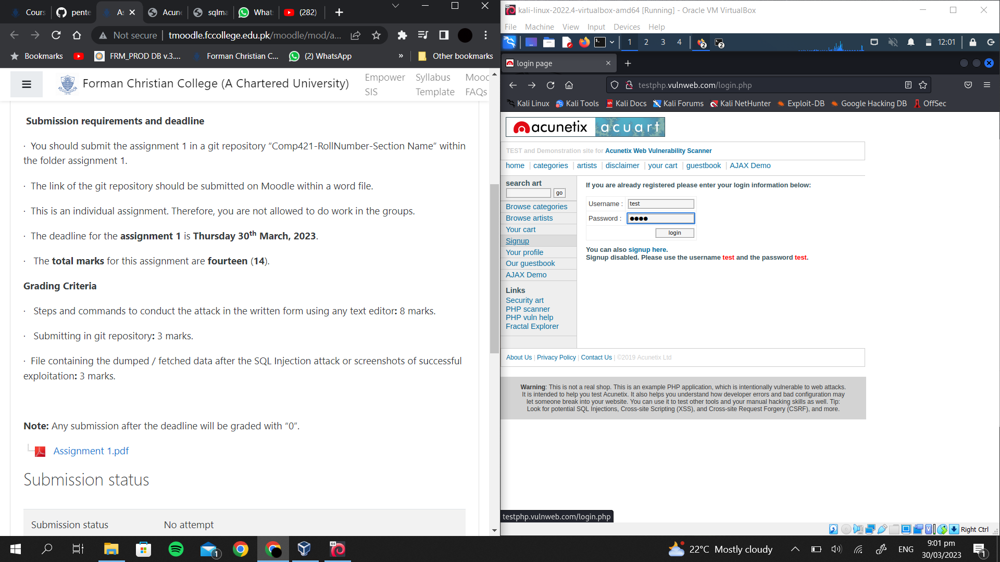 Cours
pente
As
Acune
sqlma
What
(282)
Not secure
tmoodle.fccollege.edu.pk/moodle/mod/a...
Bookmarks
FRM_PROD DB v.3....
Forman Christian C...
(2) WhatsApp
»
Other bookmarks
Forman Christian College (A Chartered University)
Empower SIS
Syllabus Template
Mooc
FAQs
Submission requirements and deadline
· You should submit the assignment 1 in a git repository “Comp421-RollNumber-Section Name” within
the folder assignment 1.
· The link of the git repository should be submitted on Moodle within a word file.
· This is an individual assignment. Therefore, you are not allowed to do work in the groups.
· The deadline for the assignment 1 is Thursday 30th March, 2023.
· The total marks for this assignment are fourteen (14).
Grading Criteria
· Steps and commands to conduct the attack in the written form using any text editor: 8 marks.
· Submitting in git repository: 3 marks.
· File containing the dumped / fetched data after the SQL Injection attack or screenshots of successful
exploitation: 3 marks.
Note: Any submission after the deadline will be graded with “0”.
Assignment 1.pdf
Submission status
Submission status No attempt
kali-linux-2022.4-virtualbox-amd64 [Running] - Oracle VM VirtualBox
File Machine View Input Devices Help
1 2 3 4
2
2
12:01
login page
testphp.vulnweb.com/login.php
Kali Linux Kali Tools Kali Docs Kali Forums Kali NetHunter Exploit-DB Google Hacking DB OffSec
acunetix acuart
TEST and Demonstration site for Acunetix Web Vulnerability Scanner
home | categories | artists | disclaimer | your cart | guestbook | AJAX Demo
search art
go
Browse categories
Browse artists
Your cart
Signup
Your profile
Our guestbook
AJAX Demo
Links
Security art
PHP scanner
PHP vuln help
Fractal Explorer
If you are already registered please enter your login information below:
Username : test
Password : ●●●●
login
You can also signup here.
Signup disabled. Please use the username test and the password test.
About Us | Privacy Policy | Contact Us | ©2019 Acunetix Ltd
Warning: This is not a real shop. This is an example PHP application, which is intentionally vulnerable to web attacks.
It is intended to help you test Acunetix. It also helps you understand how developer errors and bad configuration may
let someone break into your website. You can use it to test other tools and your manual hacking skills as well. Tip:
Look for potential SQL Injections, Cross-site Scripting (XSS), and Cross-site Request Forgery (CSRF), and more.
testphp.vulnweb.com/login.php
Right Ctrl
1
64
22°C Mostly cloudy
ENG
9:01 pm
30/03/2023
1